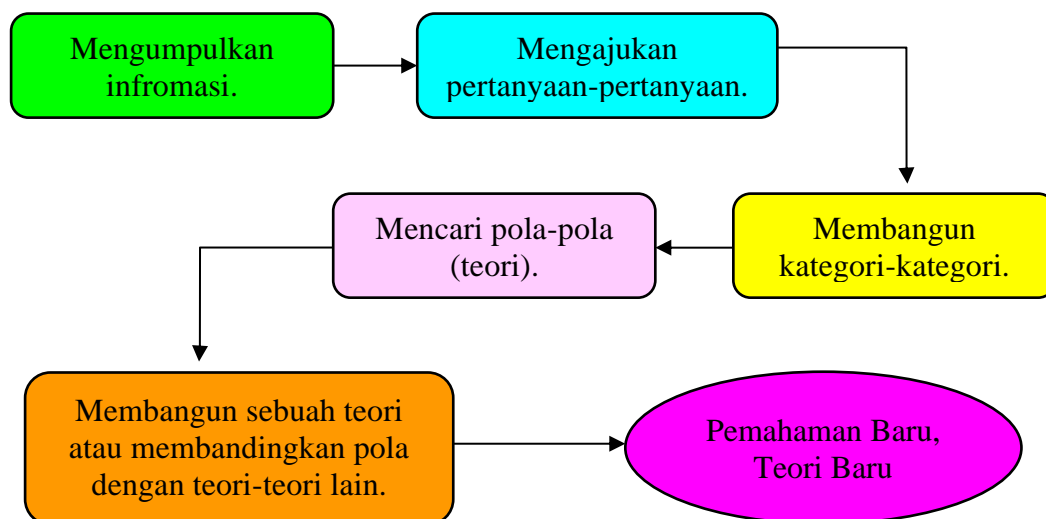 Mengumpulkan
infromasi.
Mengajukan
pertanyaan-pertanyaan.
Membangun
kategori-kategori.
Mencari pola-pola
(teori).
Membangun sebuah teori
atau membandingkan pola
dengan teori-teori lain.
Pemahaman Baru,
Teori Baru